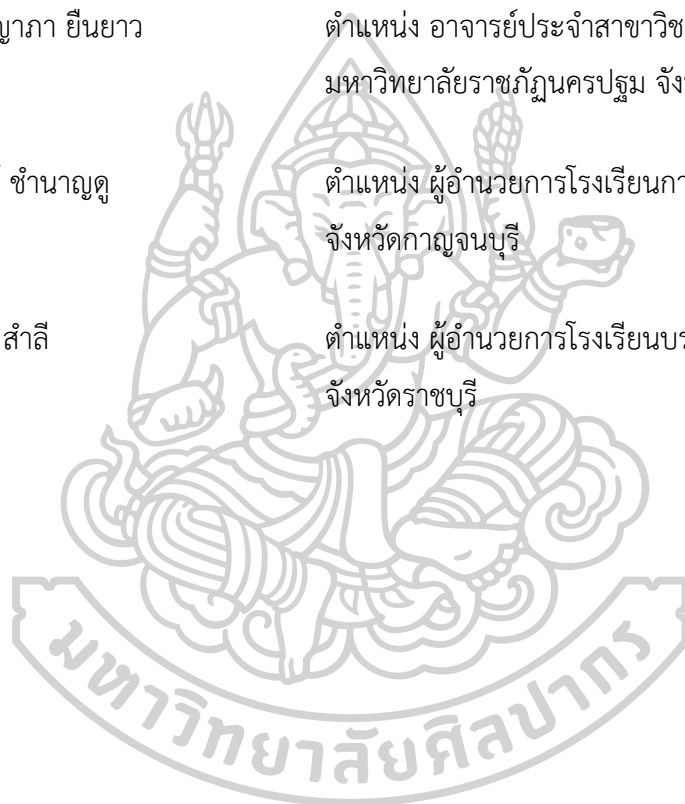 ญาภา ยืนยาว ตำแหน่ง อาจารย์ประจำสาขาวิช
มหาวิทยาลัยราชภัฏนครปฐม จัง
ชำนาญดู ตำแหน่ง ผู้อำนวยการโรงเรียนกา
จังหวัดกาญจนบุรี
สำลี ตำแหน่ง ผู้อำนวยการโรงเรียนบร
จังหวัดราชบุรี
มหาวิทยาลัยศิลปากร